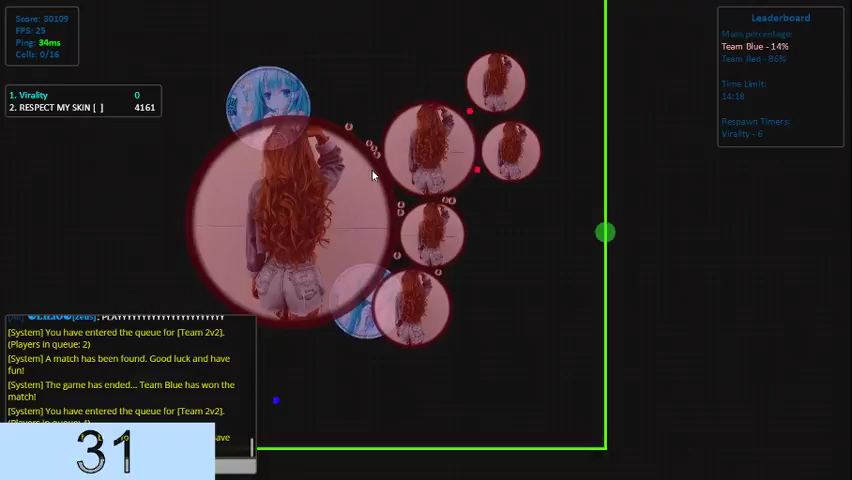 Score: 30109
FPS: 25
Ping: 34ms
Cells: 0/16
1. Virality 0
2. RESPECT MY SKIN [ ] 4161
Leaderboard
Mass percentage:
Team Blue - 14%
Team Red - 86%
Time Limit:
14:16
Respawn Timers:
Virality - 6
[System] You have entered the queue for [Team 2v2].
(Players in queue: 2)
[System] A match has been found. Good luck and have
fun!
[System] The game has ended... Team Blue has won the
match!
[System] You have entered the queue for [Team 2v2].
31